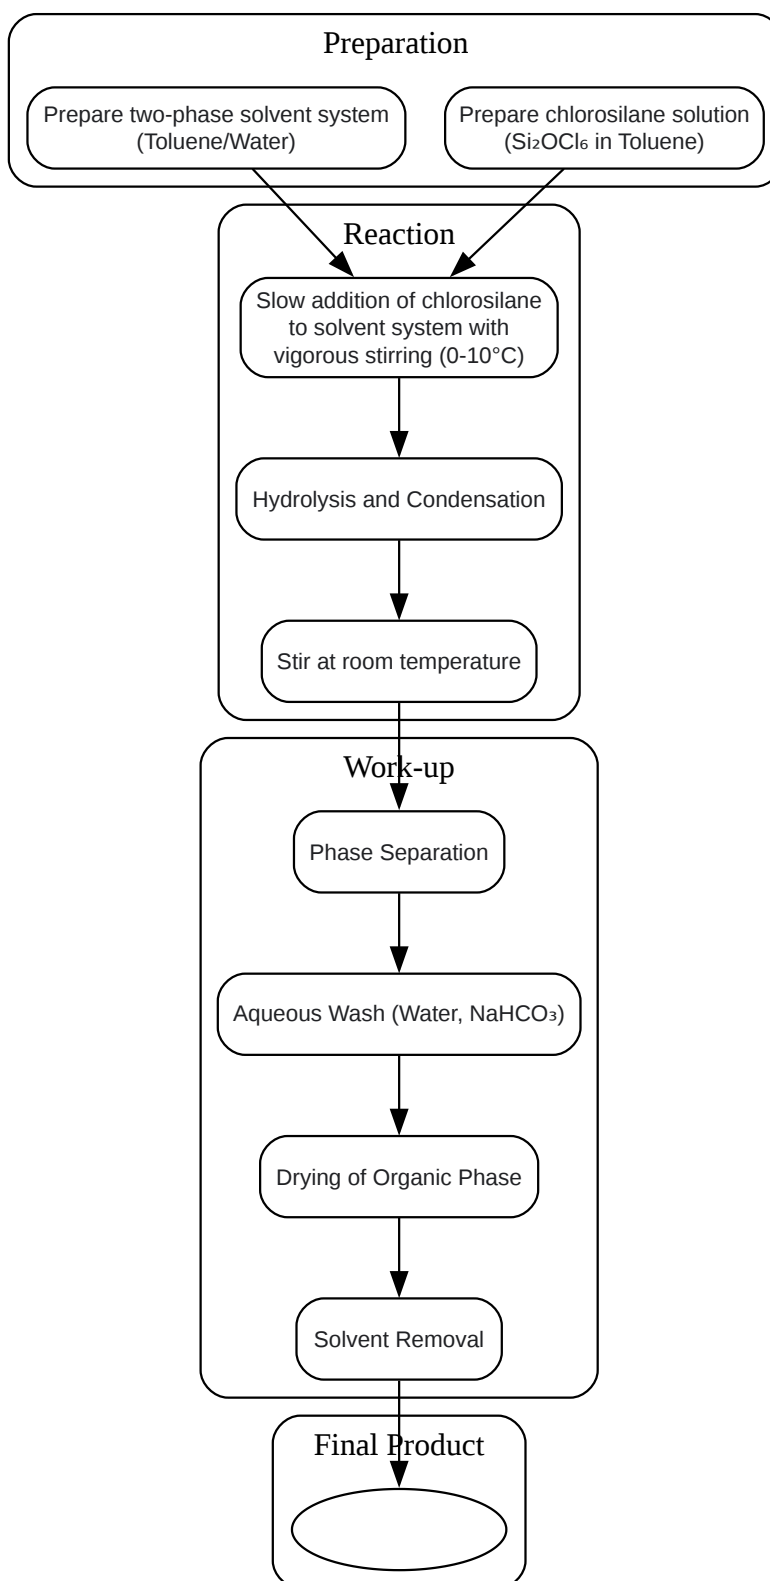 Preparation
Prepare two-phase solvent system
(Toluene/Water)
Prepare chlorosilane solution
(Si₂OCl₆ in Toluene)
Reaction
Slow addition of chlorosilane
to solvent system with
vigorous stirring (0-10°C)
Hydrolysis and Condensation
Stir at room temperature
Work-up
Phase Separation
Aqueous Wash (Water, NaHCO₃)
Drying of Organic Phase
Solvent Removal
Final Product